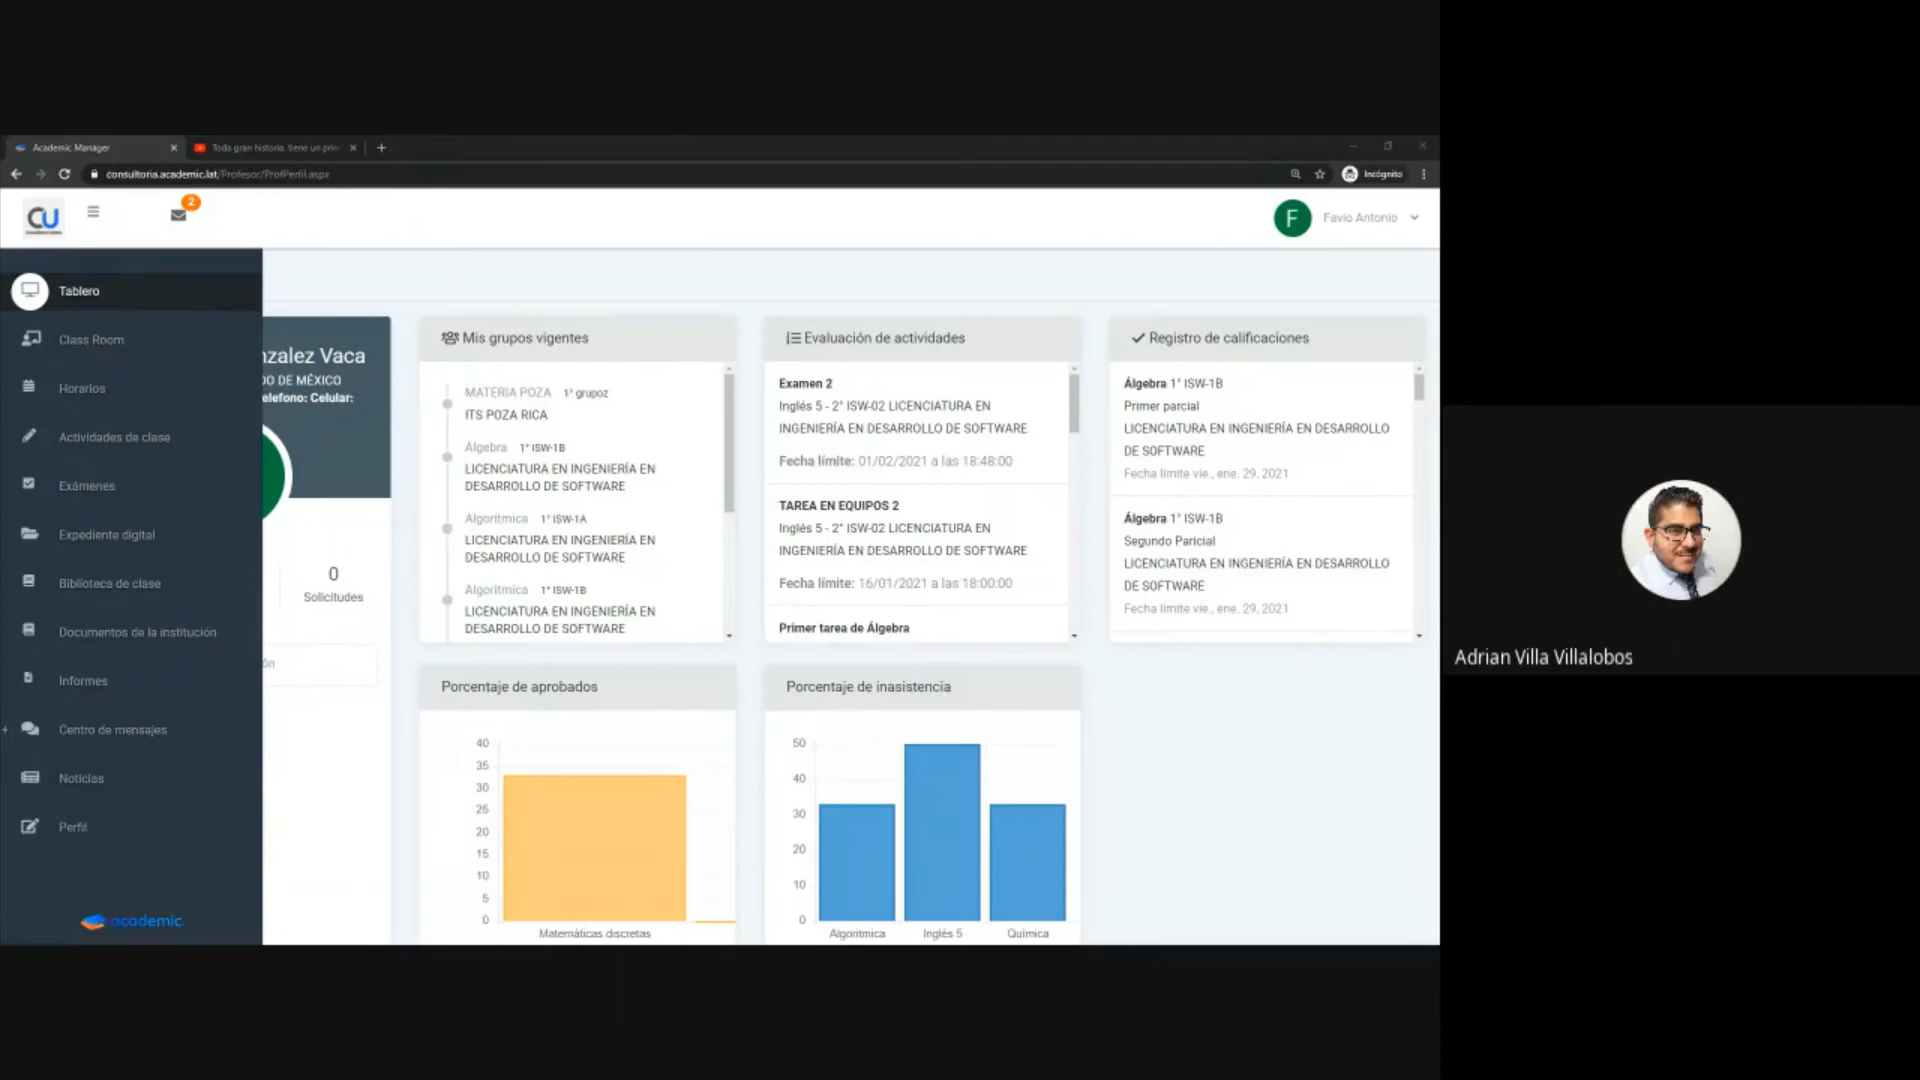 Academic Manager
Toda gran historia, tiene un prin
consultoria.academic.lat/Profesor/ProfPerfil.aspx
Incógnito
CU
2
F
Favio Antonio
Tablero
Class Room
Horarios
Actividades de clase
Exámenes
Expediente digital
Biblioteca de clase
Documentos de la institución
Informes
Centro de mensajes
Noticias
Perfil
academic.
nzalez Vaca
DO DE MÉXICO
elefono: Celular:
0
Solicitudes
ón
Mis grupos vigentes
MATERIA POZA 1° grupoz
ITS POZA RICA
Álgebra 1° ISW-1B
LICENCIATURA EN INGENIERÍA EN
DESARROLLO DE SOFTWARE
Algoritmica 1° ISW-1A
LICENCIATURA EN INGENIERÍA EN
DESARROLLO DE SOFTWARE
Algoritmica 1° ISW-1B
LICENCIATURA EN INGENIERÍA EN
DESARROLLO DE SOFTWARE
Evaluación de actividades
Examen 2
Inglés 5 - 2° ISW-02 LICENCIATURA EN
INGENIERÍA EN DESARROLLO DE SOFTWARE
Fecha límite: 01/02/2021 a las 18:48:00
TAREA EN EQUIPOS 2
Inglés 5 - 2° ISW-02 LICENCIATURA EN
INGENIERÍA EN DESARROLLO DE SOFTWARE
Fecha límite: 16/01/2021 a las 18:00:00
Primer tarea de Álgebra
Registro de calificaciones
Álgebra 1° ISW-1B
Primer parcial
LICENCIATURA EN INGENIERÍA EN DESARROLLO
DE SOFTWARE
Fecha límite vie., ene. 29, 2021
Álgebra 1° ISW-1B
Segundo Paricial
LICENCIATURA EN INGENIERÍA EN DESARROLLO
DE SOFTWARE
Fecha límite vie., ene. 29, 2021
Porcentaje de aprobados
40
35
30
25
20
15
10
5
0
Matemáticas discretas
Porcentaje de inasistencia
50
40
30
20
10
0
Algoritmica
Inglés 5
Química
Adrian Villa Villalobos